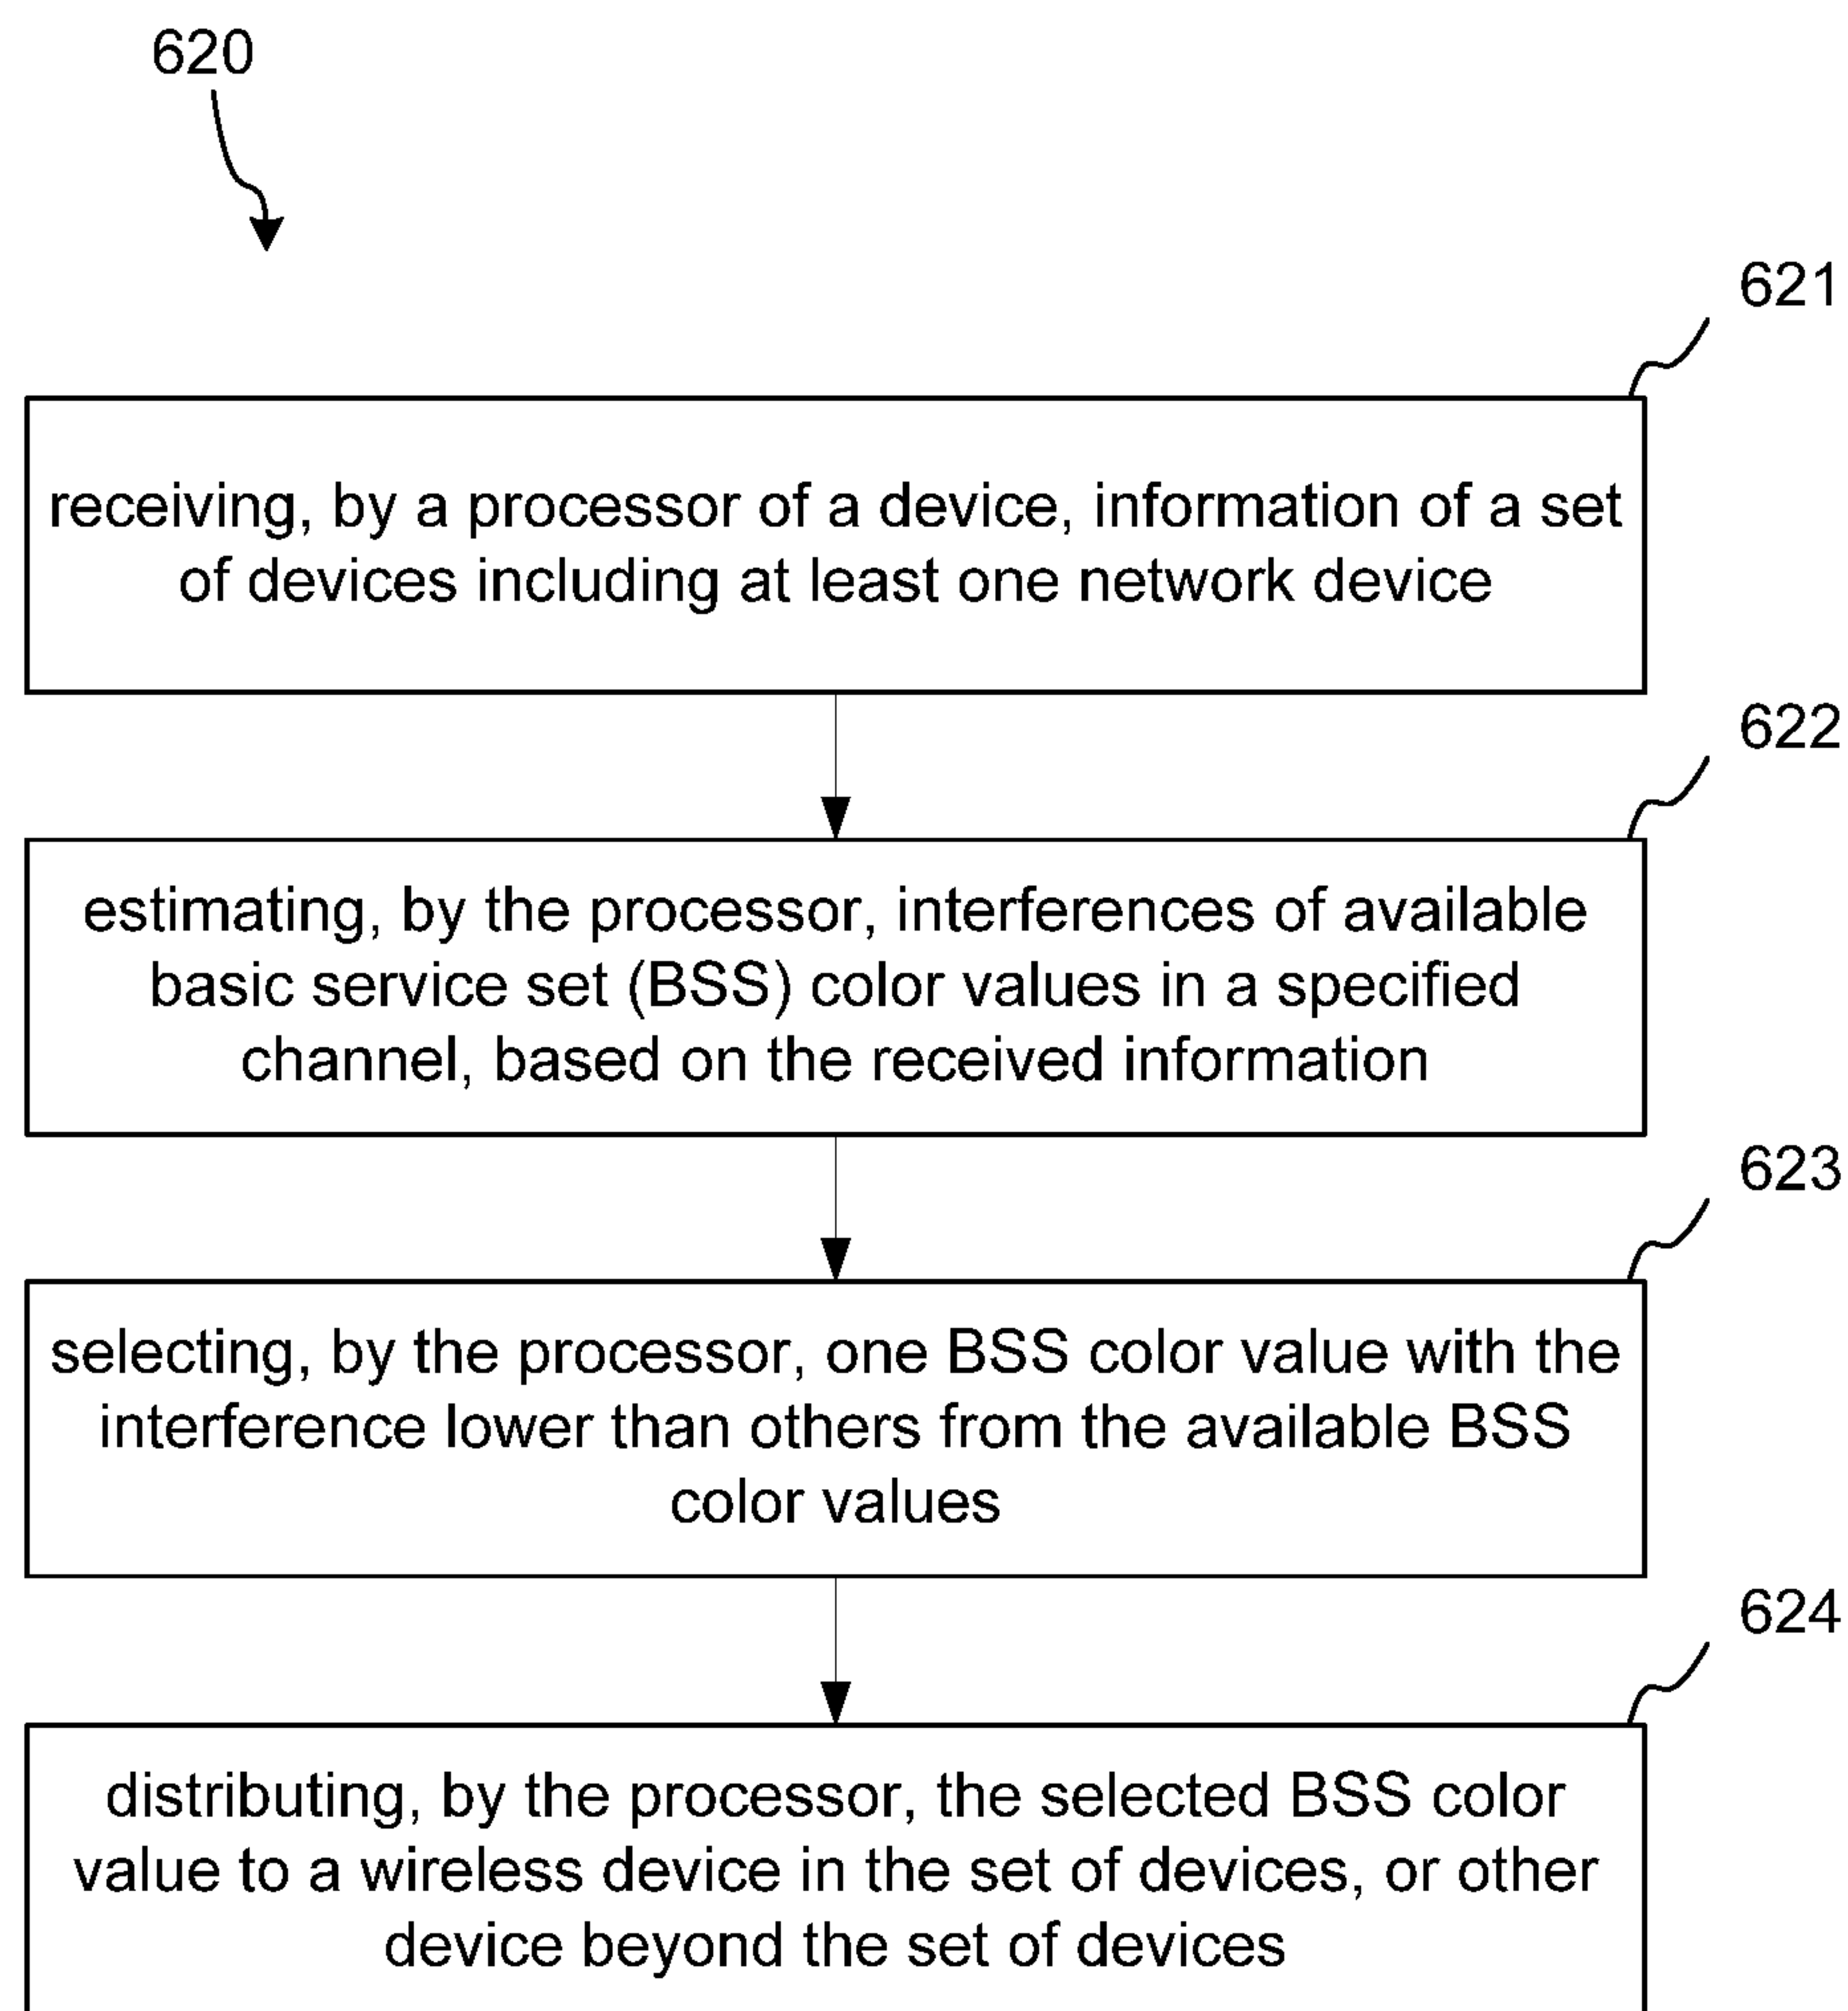 620
621
receiving, by a processor of a device, information of a set
of devices including at least one network device
622
estimating, by the processor, interferences of available
basic service set (BSS) color values in a specified
channel, based on the received information
623
selecting, by the processor, one BSS color value with the
interference lower than others from the available BSS
color values
624
distributing, by the processor, the selected BSS color
value to a wireless device in the set of devices, or other
device beyond the set of devices